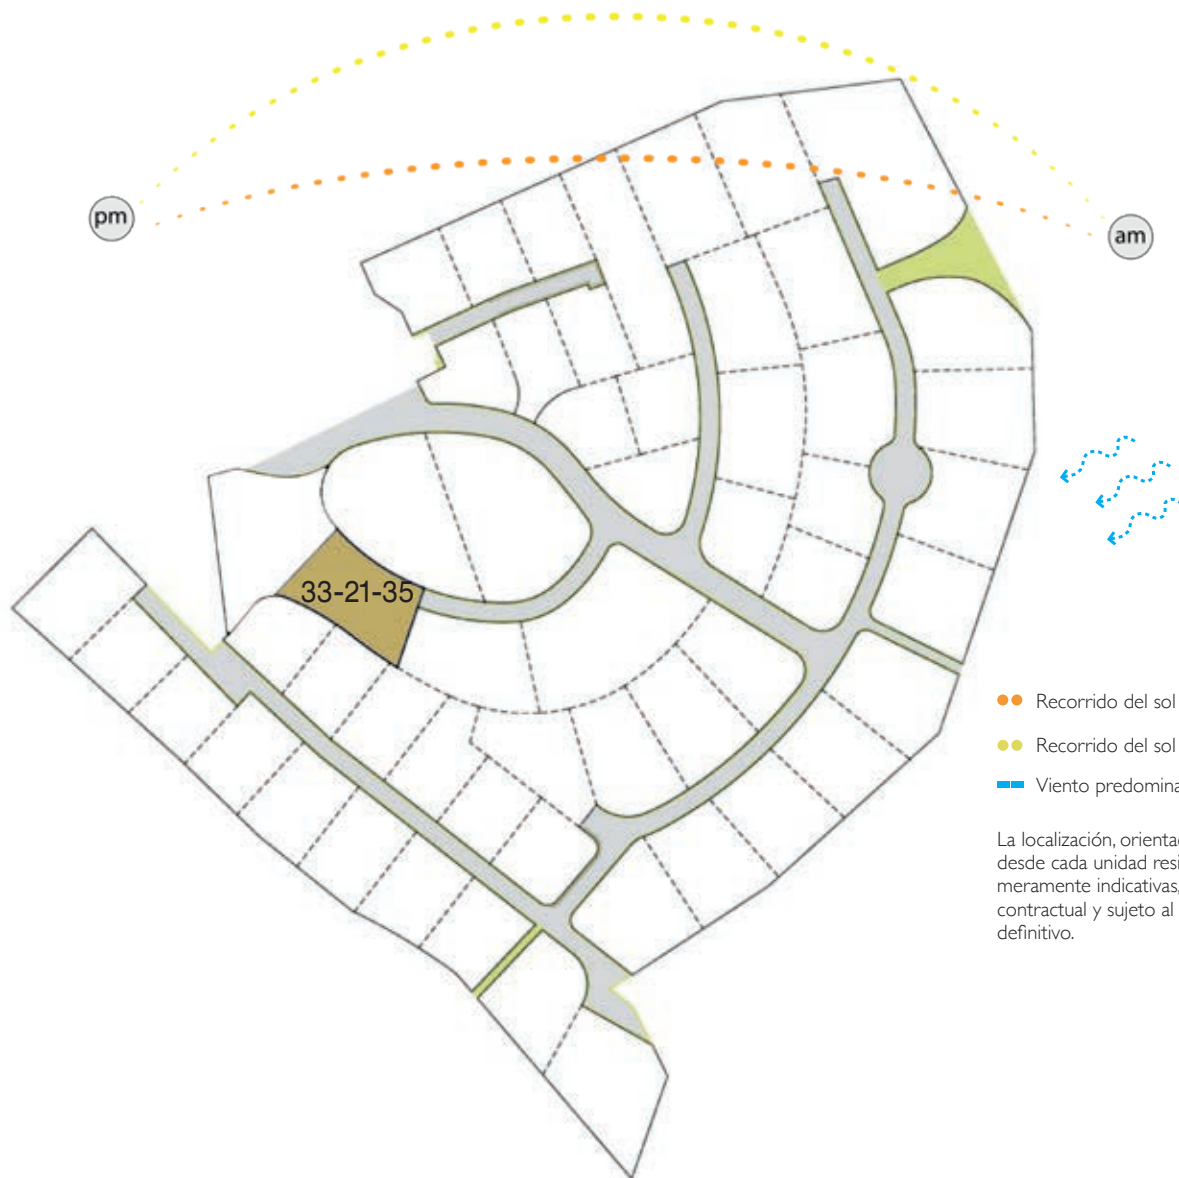 pm
am
33-21-35
Recorrido del sol
Recorrido del sol
Viento predomina
La localización, orienta
desde cada unidad resi
meramente indicativas,
contractual y sujeto al
definitivo.